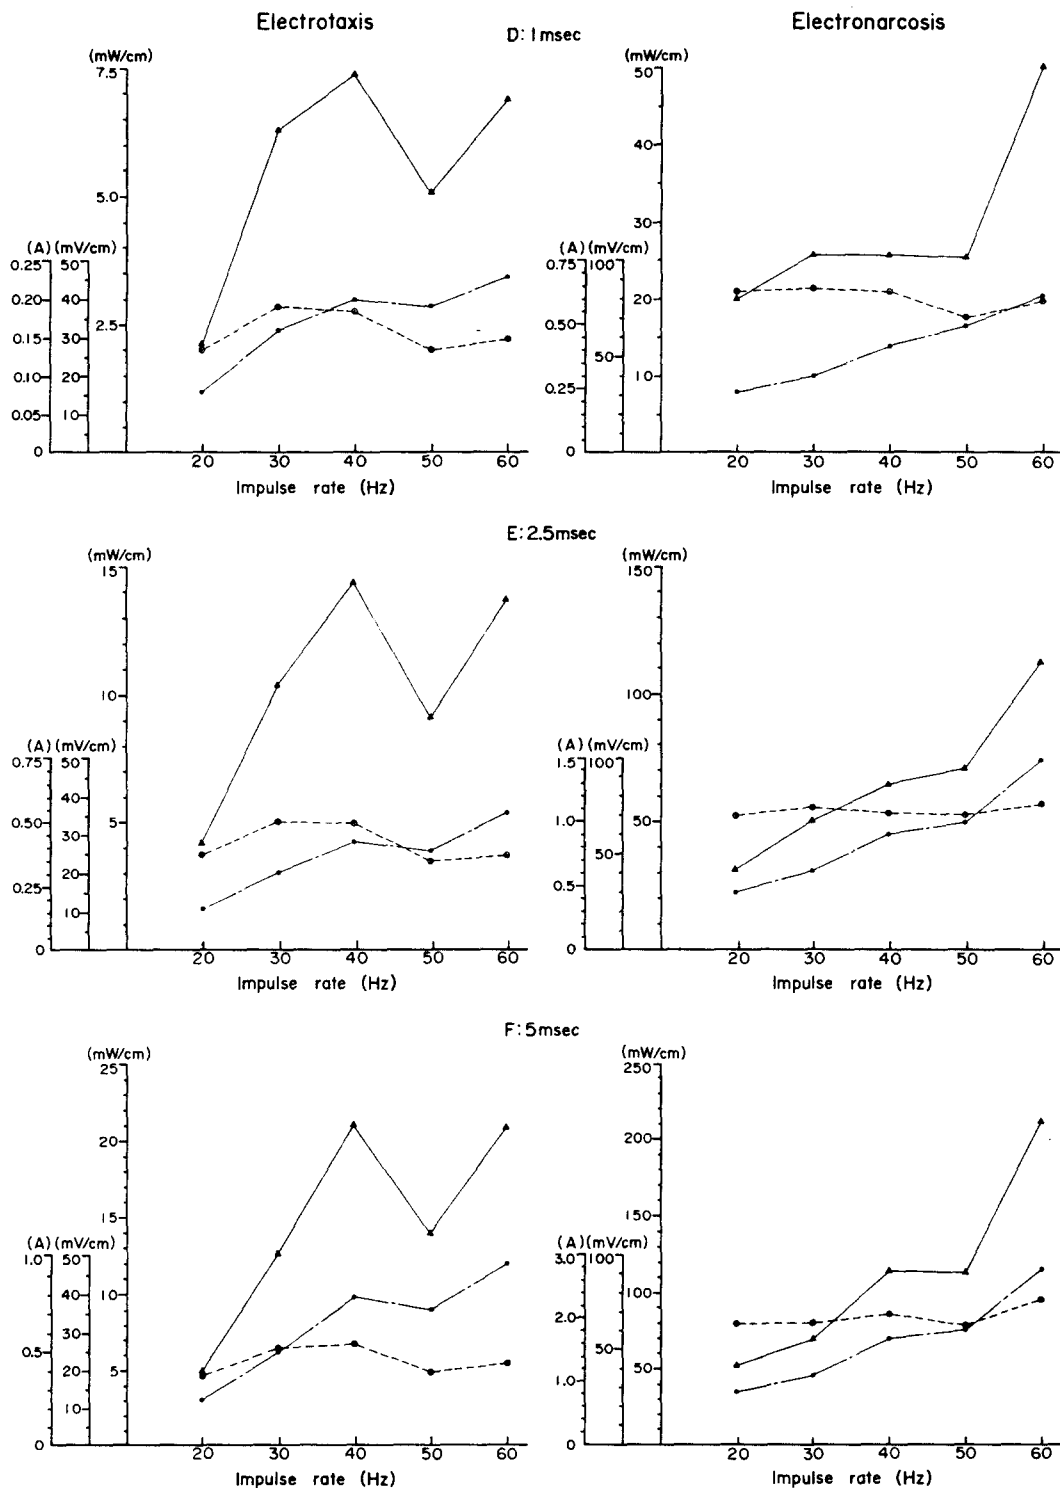 Electrotaxis
Electronarcosis
D: 1 msec
(mW/cm)
7.5
5.0
2.5
(A) (mV/cm)
0.25
0.20
0.15
0.10
0.05
0
50
40
30
20
10
20 30 40 50 60
Impulse rate (Hz)
(mW/cm)
50
40
30
20
10
(A) (mV/cm)
0.75
0.50
0.25
0
100
50
20 30 40 50 60
Impulse rate (Hz)
E: 2.5 msec
(mW/cm)
15
10
5
(A) (mV/cm)
0.75
0.50
0.25
0
50
40
30
20
10
20 30 40 50 60
Impulse rate (Hz)
(mW/cm)
150
100
50
(A) (mV/cm)
1.5
1.0
0.5
0
100
50
20 30 40 50 60
Impulse rate (Hz)
F: 5 msec
(mW/cm)
25
20
15
10
5
(A) (mV/cm)
1.0
0.5
0
50
40
30
20
10
20 30 40 50 60
Impulse rate (Hz)
(mW/cm)
250
200
150
100
50
(A) (mV/cm)
3.0
2.0
1.0
0
100
50
20 30 40 50 60
Impulse rate (Hz)